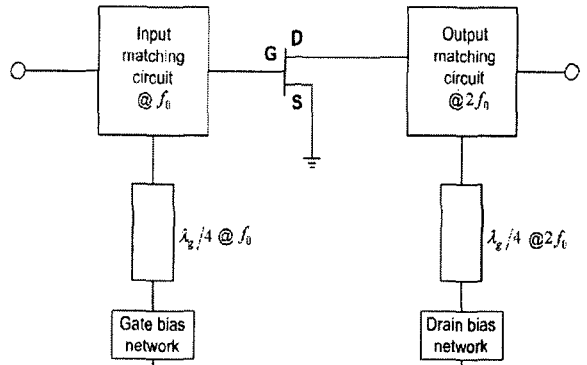 Input
matching
circuit
@ f₀
G
D
S
Output
matching
circuit
@2f₀
λg/4 @ f₀
λg/4 @2f₀
Gate bias
network
Drain bias
network